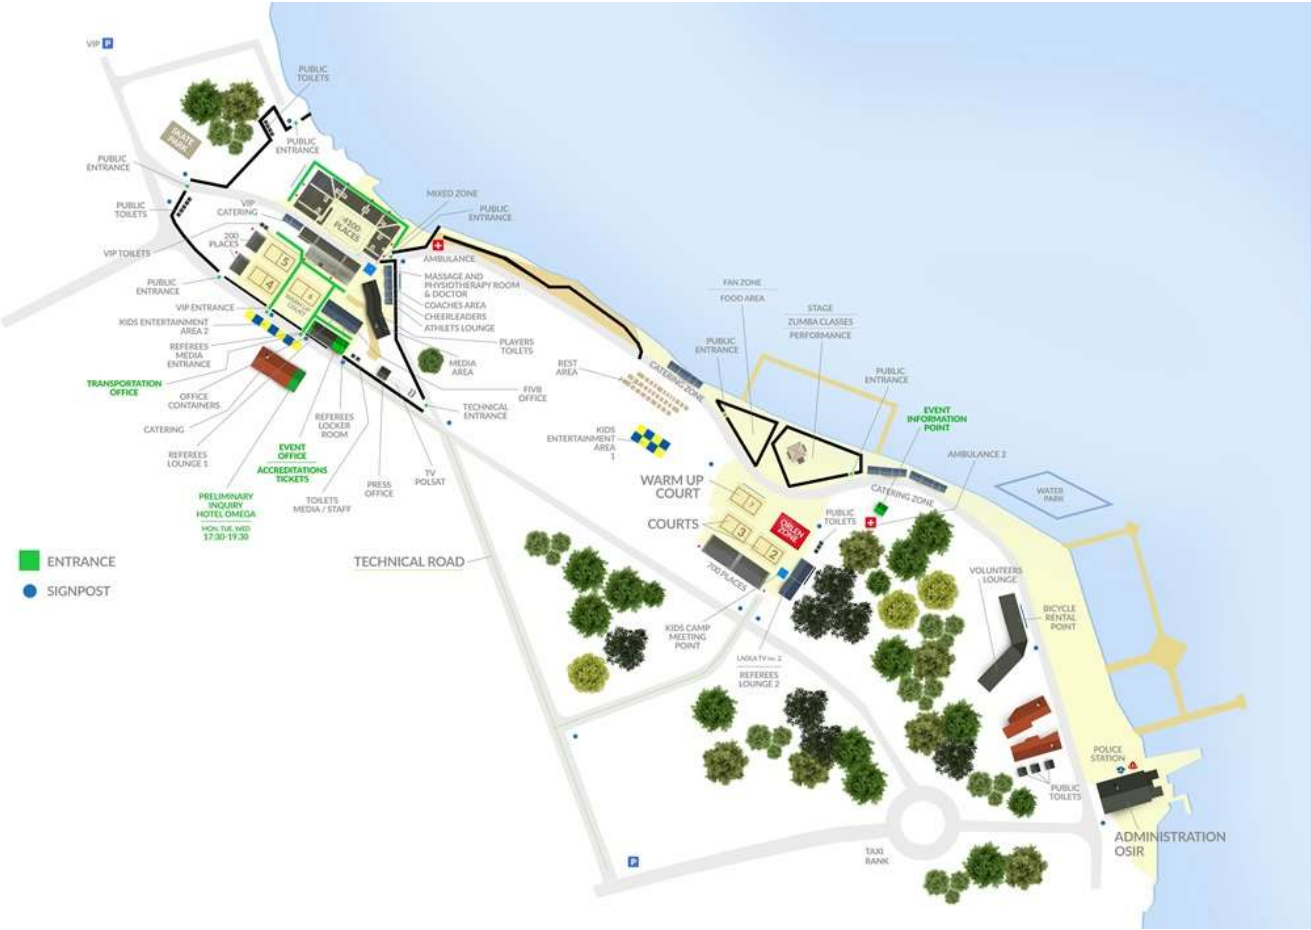 VIP P
PUBLIC
TOILETS
SKATE
PARK
PUBLIC
ENTRANCE
PUBLIC
ENTRANCE
PUBLIC
TOILETS
VIP
CATERING
4100
PLACES
MIXED ZONE
PUBLIC
ENTRANCE
200
PLACES
VIP TOILETS
5
4
6
WARM UP
COURT
AMBULANCE
PUBLIC
ENTRANCE
MASSAGE AND
PHYSIOTHERAPY ROOM
& DOCTOR
COACHES AREA
CHEERLEADERS
ATHLETS LOUNGE
VIP ENTRANCE
KIDS ENTERTAINMENT
AREA 2
REFEREES
MEDIA
ENTRANCE
PLAYERS
TOILETS
MEDIA
AREA
TRANSPORTATION
OFFICE
OFFICE
CONTAINERS
FIVB
OFFICE
CATERING
REFEREES
LOUNGE 1
REFEREES
LOCKER
ROOM
TECHNICAL
ENTRANCE
EVENT
OFFICE
ACCREDITATIONS
TICKETS
PRELIMINARY
INQUIRY
HOTEL OMEGA
MON, TUE, WED
17:30-19:30
TOILETS
MEDIA / STAFF
PRESS
OFFICE
TV
POLSAT
REST
AREA
CATERING ZONE
KIDS
ENTERTAINMENT
AREA
1
FAN ZONE
FOOD AREA
STAGE
ZUMBA CLASSES
PERFORMANCE
PUBLIC
ENTRANCE
PUBLIC
ENTRANCE
EVENT
INFORMATION
POINT
AMBULANCE 2
CATERING ZONE
WATER
PARK
WARM UP
COURT
7
COURTS
3
2
ORLEN
ZONE
PUBLIC
TOILETS
700 PLACES
KIDS CAMP
MEETING
POINT
REFEREES
LOUNGE 2
VOLUNTEERS
LOUNGE
BICYCLE
RENTAL
POINT
ENTRANCE
SIGNPOST
TECHNICAL ROAD
POLICE
STATION
PUBLIC
TOILETS
ADMINISTRATION
OSIR
TAXI
RANK
P